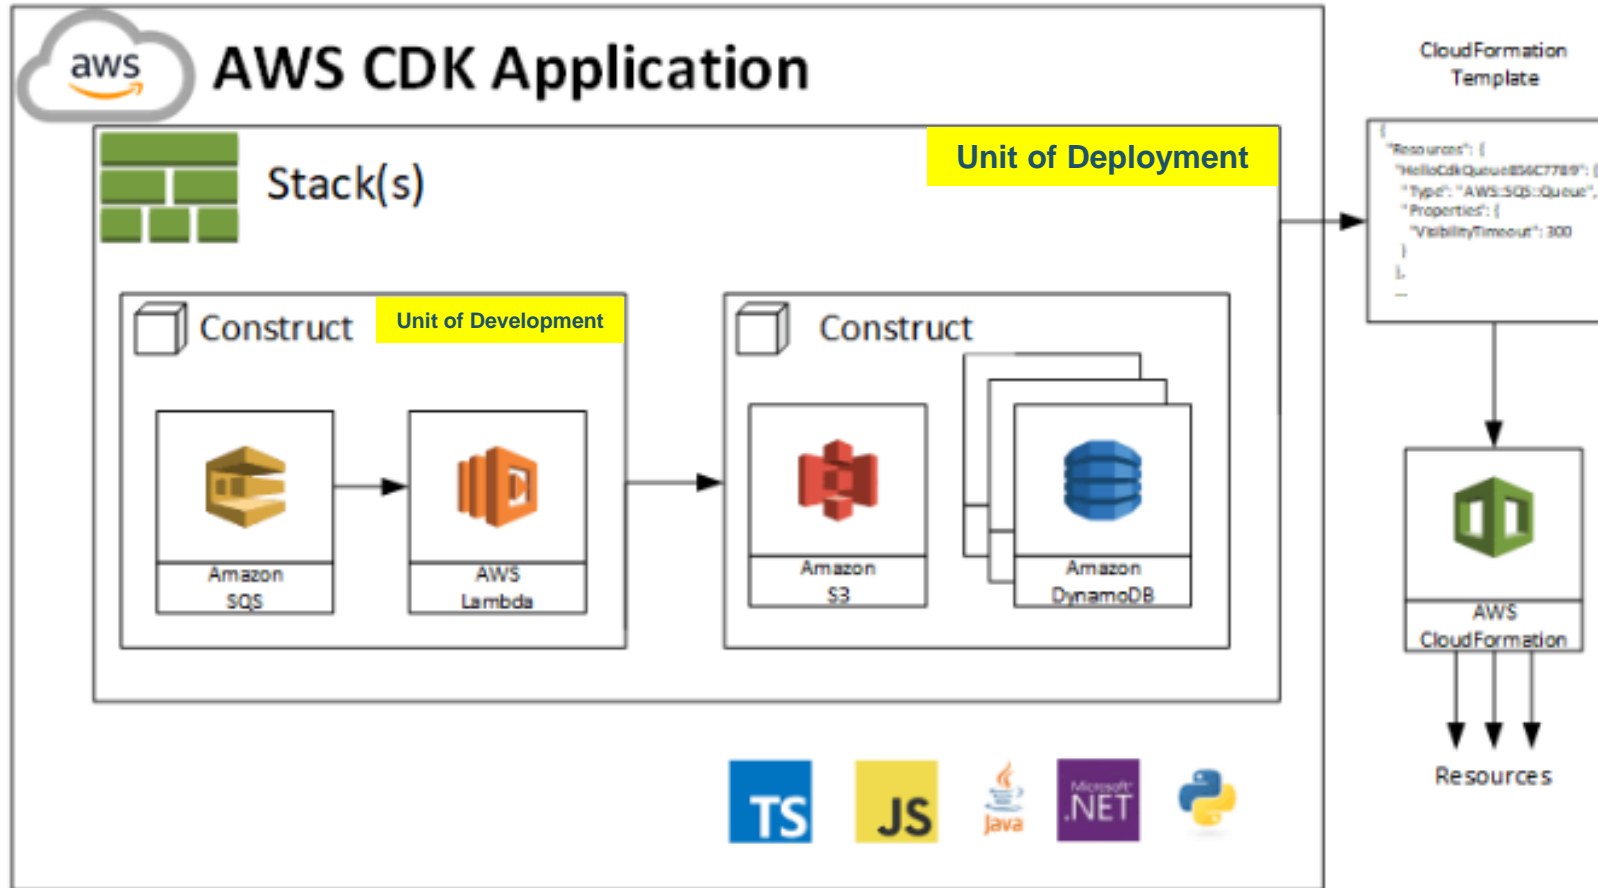 aws
AWS CDK Application
Unit of Deployment
Stack(s)
Construct
Unit of Development
Amazon
SQS
AWS
Lambda
Construct
Amazon
S3
Amazon
DynamoDB
TS
JS
Java
Microsoft
.NET
CloudFormation
Template
{
"Resources": {
"HelloCdkQueueB56C7789": {
"Type": "AWS::SQS::Queue",
"Properties": {
"VisibilityTimeout": 300
}
},
...
AWS
CloudFormation
Resources